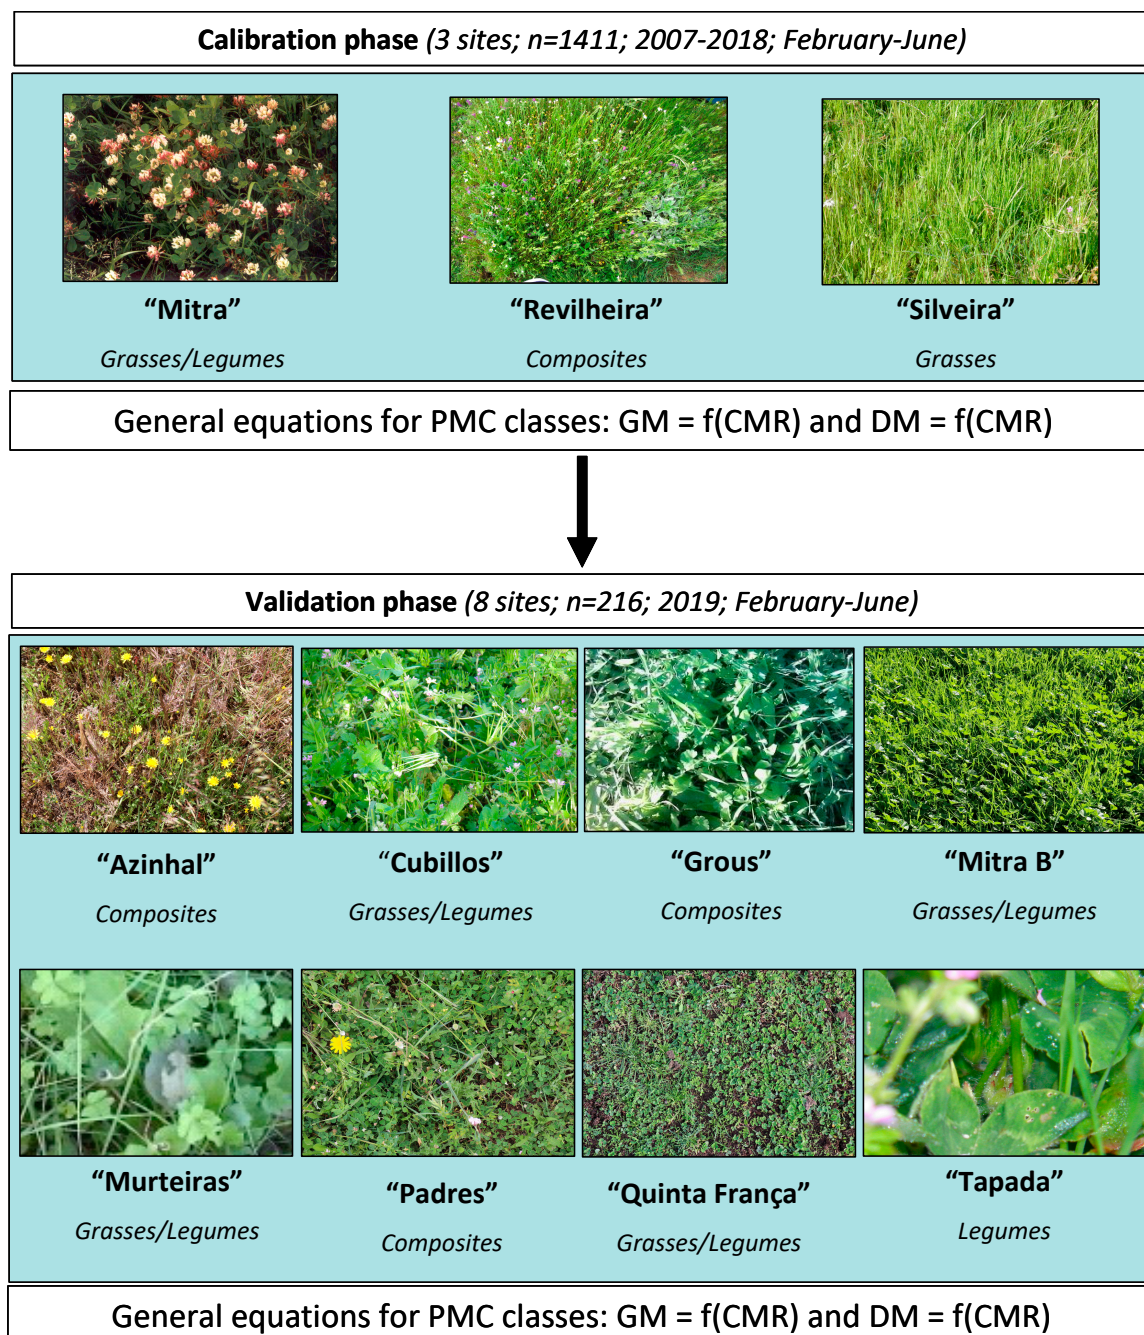 Calibration phase (3 sites; n=1411; 2007-2018; February-June)
“Mitra” “Revilheira” “Silveira”
Grasses/Legumes Composites Grasses
General equations for PMC classes: GM = f(CMR) and DM = f(CMR)
Validation phase (8 sites; n=216; 2019; February-June)
“Azinhal” “Cubillos” “Grous” “Mitra B”
Composites Grasses/Legumes Composites Grasses/Legumes
“Murteiras” “Padres” “Quinta França” “Tapada”
Grasses/Legumes Composites Grasses/Legumes Legumes
General equations for PMC classes: GM = f(CMR) and DM = f(CMR)